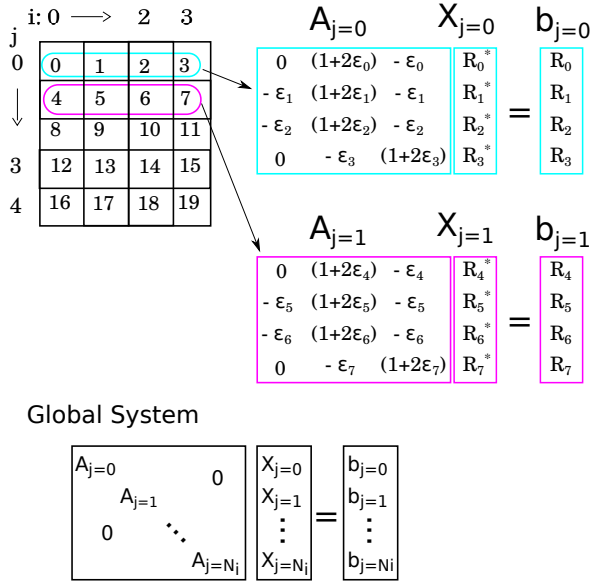 i: 0 → 2 3
j
0
0 1 2 3
4 5 6 7
8 9 10 11
3
12 13 14 15
4
16 17 18 19
A_{j=0} X_{j=0} b_{j=0}
0 (1+2ε_0) - ε_0 R_0^* R_0
- ε_1 (1+2ε_1) - ε_1 R_1^* = R_1
- ε_2 (1+2ε_2) - ε_2 R_2^* R_2
0 - ε_3 (1+2ε_3) R_3^* R_3
A_{j=1} X_{j=1} b_{j=1}
0 (1+2ε_4) - ε_4 R_4^* R_4
- ε_5 (1+2ε_5) - ε_5 R_5^* = R_5
- ε_6 (1+2ε_6) - ε_6 R_6^* R_6
0 - ε_7 (1+2ε_7) R_7^* R_7
Global System
A_{j=0} 0 X_{j=0} b_{j=0}
A_{j=1} X_{j=1} = b_{j=1}
0 ⋱ ⋮ ⋮
A_{j=N_i} X_{j=N_i} b_{j=Ni}